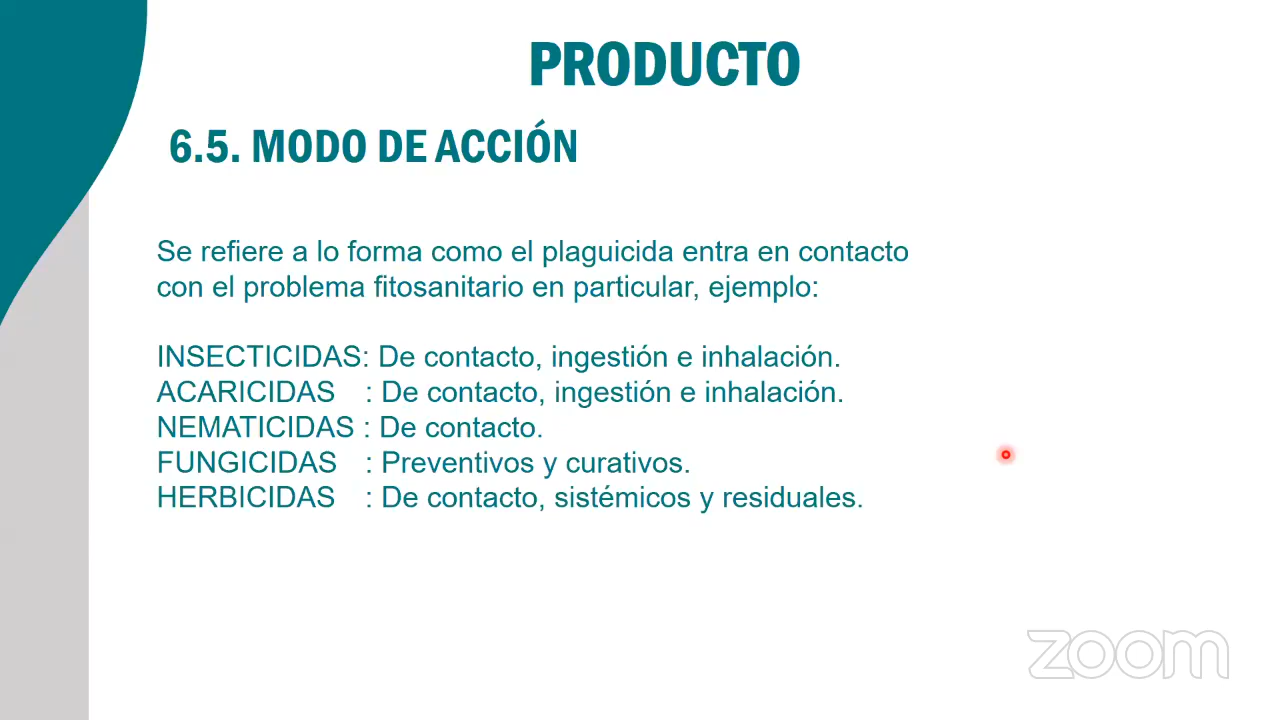 PRODUCTO
6.5. MODO DE ACCIÓN
Se refiere a lo forma como el plaguicida entra en contacto
con el problema fitosanitario en particular, ejemplo:
INSECTICIDAS: De contacto, ingestión e inhalación.
ACARICIDAS : De contacto, ingestión e inhalación.
NEMATICIDAS : De contacto.
FUNGICIDAS : Preventivos y curativos.
HERBICIDAS : De contacto, sistémicos y residuales.
zoom